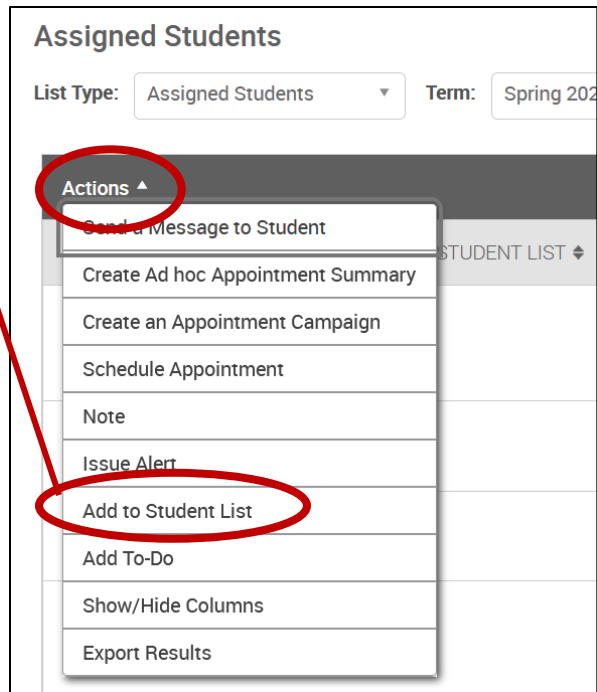 Assigned Students
List Type: Assigned Students Term: Spring 202
Actions
Send a Message to Student
STUDENT LIST
Create Ad hoc Appointment Summary
Create an Appointment Campaign
Schedule Appointment
Note
Issue Alert
Add to Student List
Add To-Do
Show/Hide Columns
Export Results